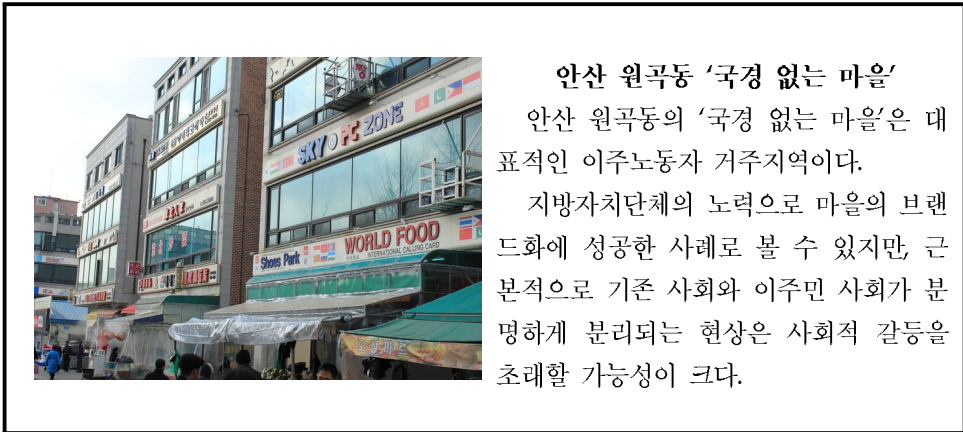 SKY PC ZONE
Shoes Park
WORLD FOOD
INTERNATIONAL CALLING CARD
안산 원곡동 ‘국경 없는 마을’
안산 원곡동의 ‘국경 없는 마을’은 대
표적인 이주노동자 거주지역이다.
지방자치단체의 노력으로 마을의 브랜
드화에 성공한 사례로 볼 수 있지만, 근
본적으로 기존 사회와 이주민 사회가 분
명하게 분리되는 현상은 사회적 갈등을
초래할 가능성이 크다.